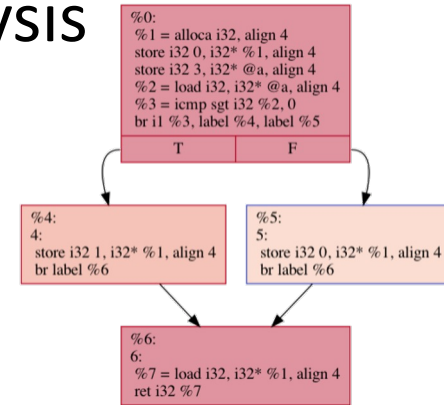 ysis
%0:
%1 = alloca i32, align 4
store i32 0, i32* %1, align 4
store i32 3, i32* @a, align 4
%2 = load i32, i32* @a, align 4
%3 = icmp sgt i32 %2, 0
br i1 %3, label %4, label %5
T F
%4:
4:
store i32 1, i32* %1, align 4
br label %6
%5:
5:
store i32 0, i32* %1, align 4
br label %6
%6:
6:
%7 = load i32, i32* %1, align 4
ret i32 %7